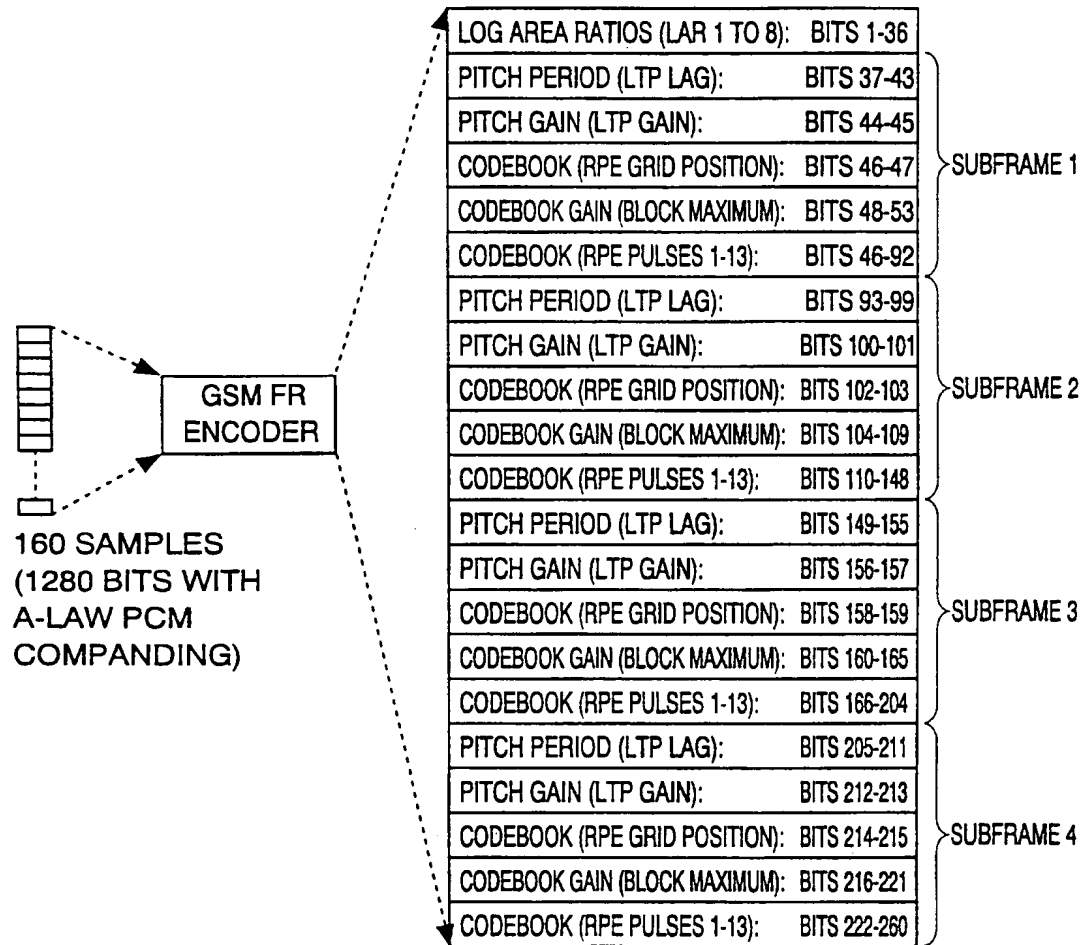 LOG AREA RATIOS (LAR 1 TO 8): BITS 1-36
PITCH PERIOD (LTP LAG): BITS 37-43
PITCH GAIN (LTP GAIN): BITS 44-45
CODEBOOK (RPE GRID POSITION): BITS 46-47
CODEBOOK GAIN (BLOCK MAXIMUM): BITS 48-53
CODEBOOK (RPE PULSES 1-13): BITS 46-92
SUBFRAME 1
PITCH PERIOD (LTP LAG): BITS 93-99
PITCH GAIN (LTP GAIN): BITS 100-101
CODEBOOK (RPE GRID POSITION): BITS 102-103
CODEBOOK GAIN (BLOCK MAXIMUM): BITS 104-109
CODEBOOK (RPE PULSES 1-13): BITS 110-148
SUBFRAME 2
PITCH PERIOD (LTP LAG): BITS 149-155
PITCH GAIN (LTP GAIN): BITS 156-157
CODEBOOK (RPE GRID POSITION): BITS 158-159
CODEBOOK GAIN (BLOCK MAXIMUM): BITS 160-165
CODEBOOK (RPE PULSES 1-13): BITS 166-204
SUBFRAME 3
PITCH PERIOD (LTP LAG): BITS 205-211
PITCH GAIN (LTP GAIN): BITS 212-213
CODEBOOK (RPE GRID POSITION): BITS 214-215
CODEBOOK GAIN (BLOCK MAXIMUM): BITS 216-221
CODEBOOK (RPE PULSES 1-13): BITS 222-260
SUBFRAME 4
GSM FR
ENCODER
160 SAMPLES
(1280 BITS WITH
A-LAW PCM
COMPANDING)